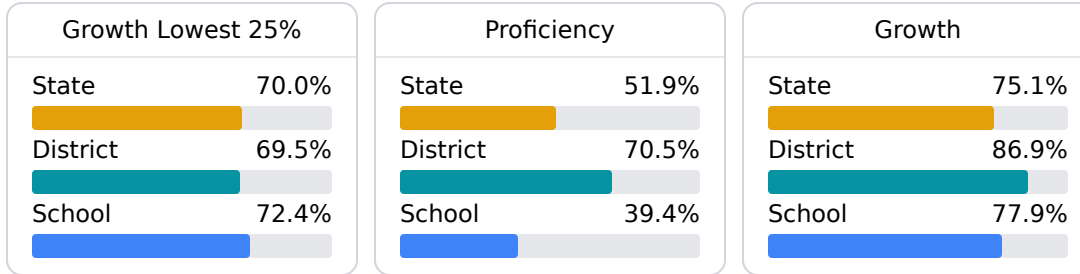 Growth Lowest 25%
State 70.0%
District 69.5%
School 72.4%
Proficiency
State 51.9%
District 70.5%
School 39.4%
Growth
State 75.1%
District 86.9%
School 77.9%